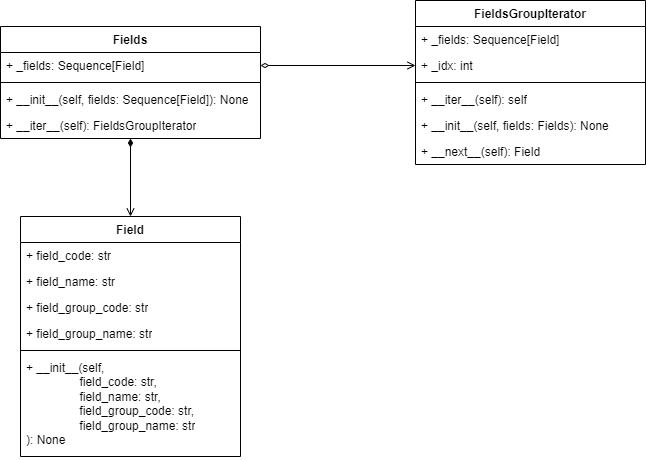 Fields
+ _fields: Sequence[Field]
+ __init__(self, fields: Sequence[Field]): None
+ __iter__(self): FieldsGroupIterator
FieldsGroupIterator
+ _fields: Sequence[Field]
+ _idx: int
+ __iter__(self): self
+ __init__(self, fields: Fields): None
+ __next__(self): Field
Field
+ field_code: str
+ field_name: str
+ field_group_code: str
+ field_group_name: str
+ __init__(self,
field_code: str,
field_name: str,
field_group_code: str,
field_group_name: str
): None